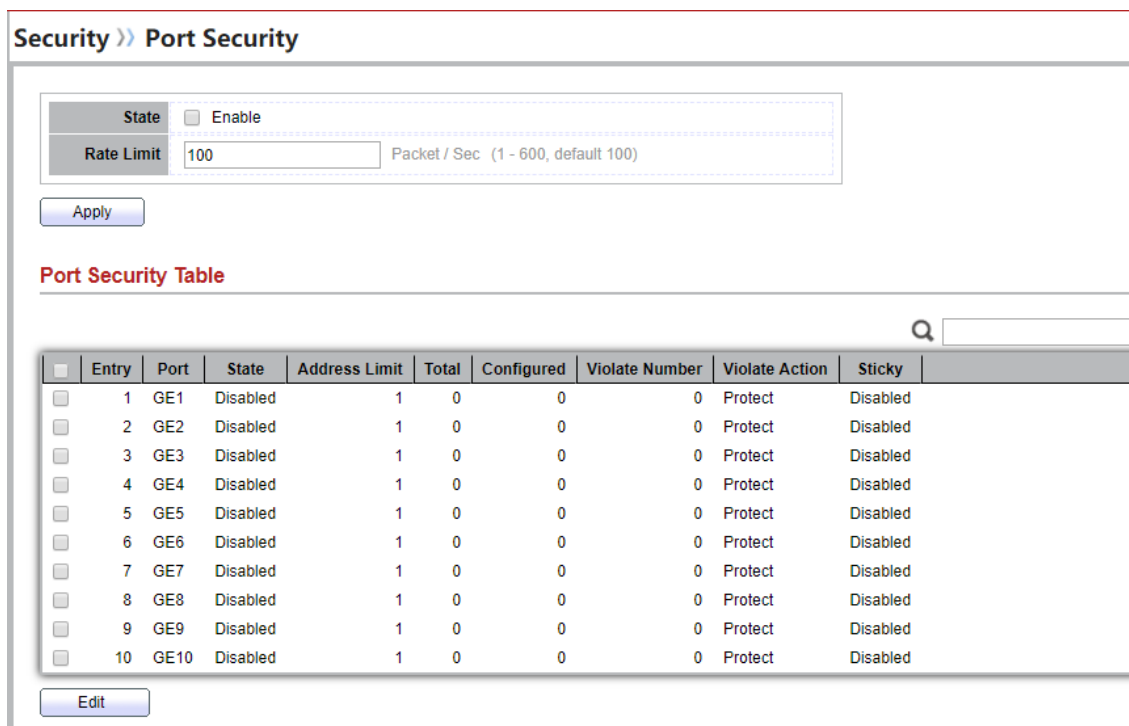 Security » Port Security
State Enable
Rate Limit 100 Packet / Sec (1 - 600, default 100)
Apply
Port Security Table
Entry Port State Address Limit Total Configured Violate Number Violate Action Sticky
1 GE1 Disabled 1 0 0 0 Protect Disabled
2 GE2 Disabled 1 0 0 0 Protect Disabled
3 GE3 Disabled 1 0 0 0 Protect Disabled
4 GE4 Disabled 1 0 0 0 Protect Disabled
5 GE5 Disabled 1 0 0 0 Protect Disabled
6 GE6 Disabled 1 0 0 0 Protect Disabled
7 GE7 Disabled 1 0 0 0 Protect Disabled
8 GE8 Disabled 1 0 0 0 Protect Disabled
9 GE9 Disabled 1 0 0 0 Protect Disabled
10 GE10 Disabled 1 0 0 0 Protect Disabled
Edit